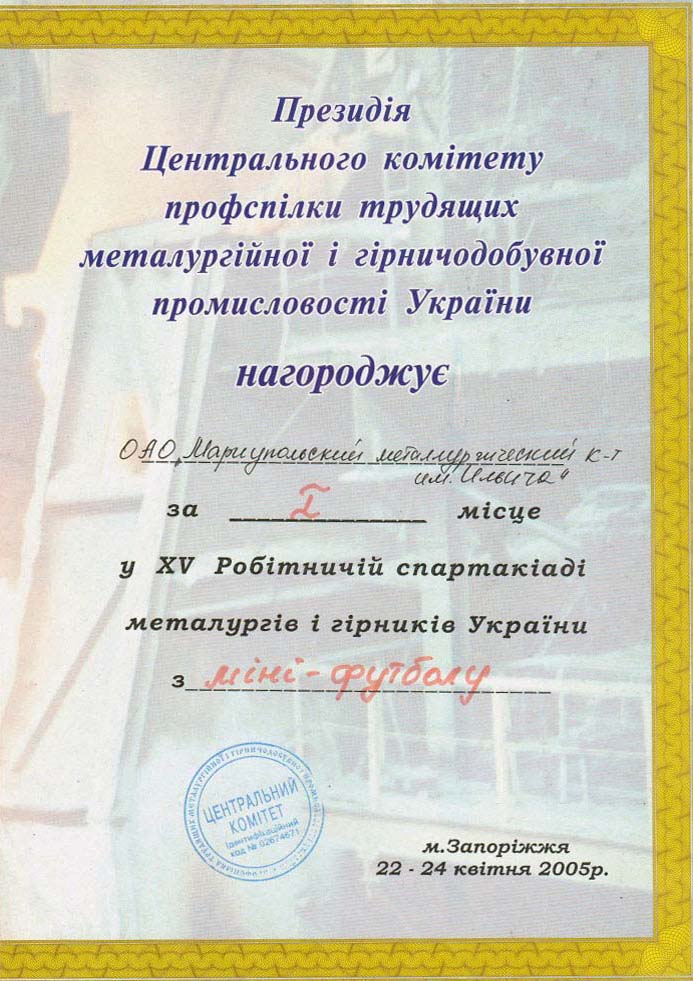 Президія
Центрального комітету
профспілки трудящих
металургійної і гірничодобувної
промисловості України
нагороджує
ОАО „Мариупольский металлургический к-т
им. Ильича"
за I місце
у XV Робітничій спартакіаді
металургів і гірників України
з міні-футболу
ЦЕНТРАЛЬНИЙ
КОМІТЕТ
Ідентифікаційний
код № 02674671
м.Запоріжжя
22 - 24 квітня 2005р.